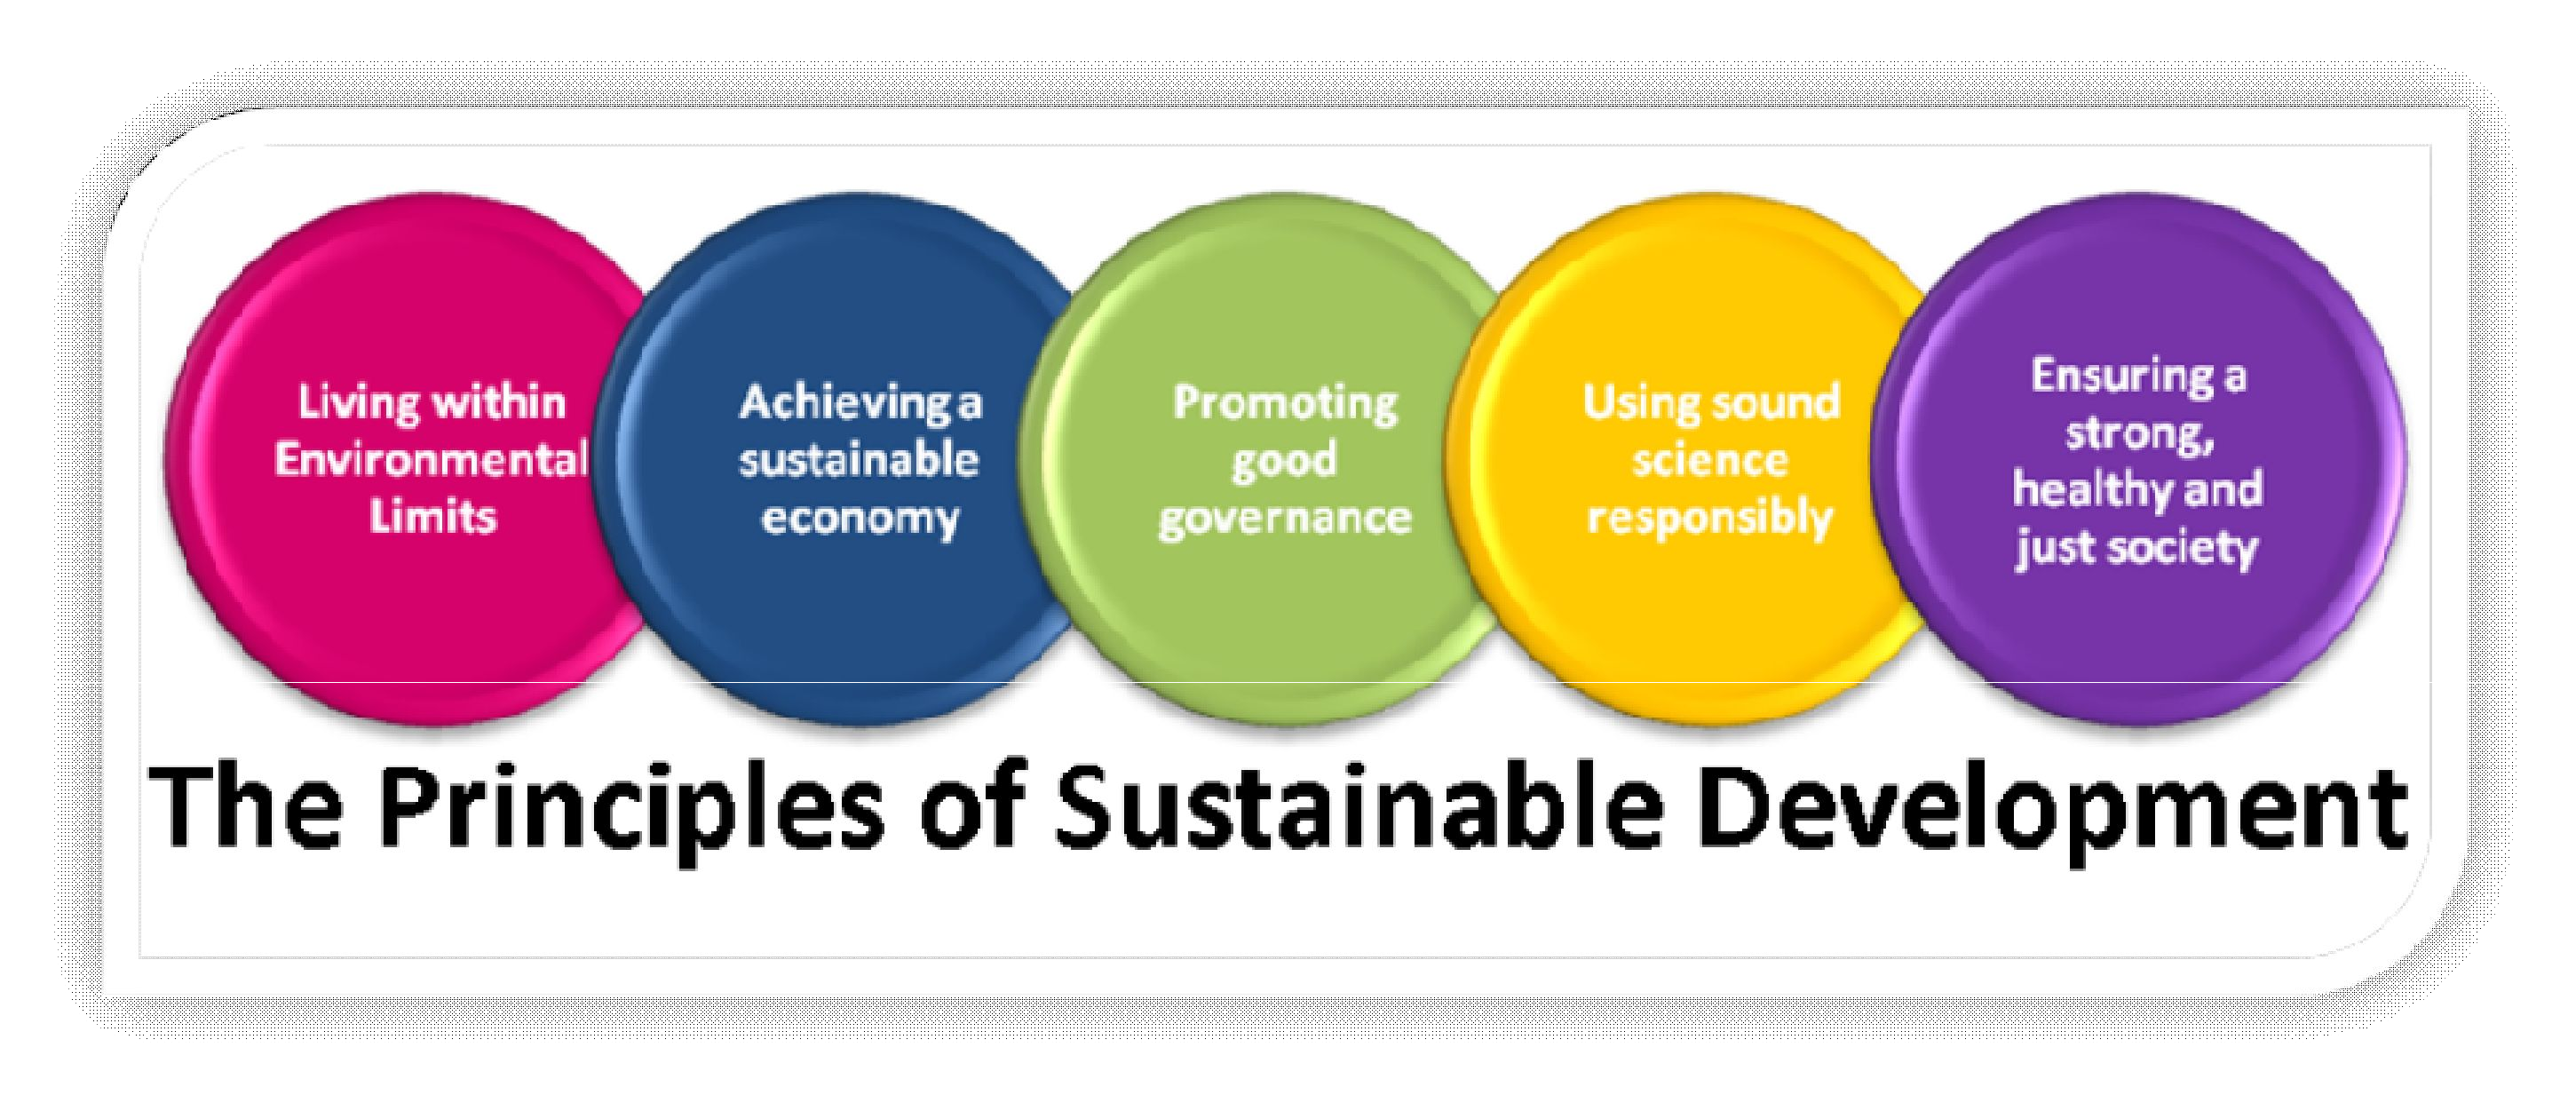 Living within
Environmental
Limits
Achieving a
sustainable
economy
Promoting
good
governance
Using sound
science
responsibly
Ensuring a
strong,
healthy and
just society
The Principles of Sustainable Development